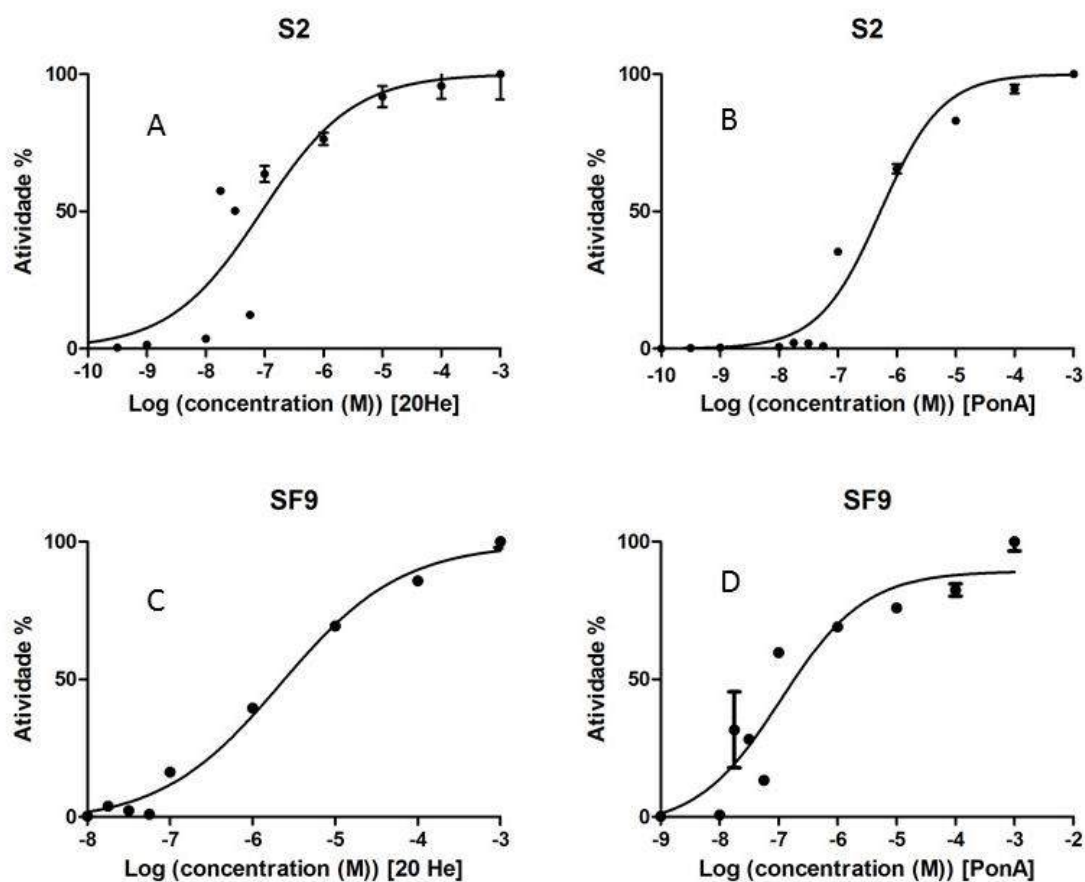 S2
A
Atividade %
100
50
0
-10 -9 -8 -7 -6 -5 -4 -3
Log (concentration (M)) [20He]
S2
B
Atividade %
100
50
0
-10 -9 -8 -7 -6 -5 -4 -3
Log (concentration (M)) [PonA]
SF9
C
Atividade %
100
50
0
-8 -7 -6 -5 -4 -3
Log (concentration (M)) [20 He]
SF9
D
Atividade %
100
50
0
-9 -8 -7 -6 -5 -4 -3 -2
Log (concentration (M)) [PonA]